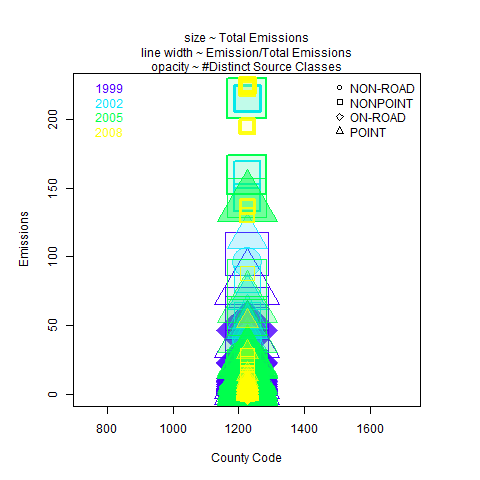 size ~ Total Emissions
line width ~ Emission/Total Emissions
opacity ~ #Distinct Source Classes
1999
2002
2005
2008
NON-ROAD
NONPOINT
ON-ROAD
POINT
200
150
100
50
0
Emissions
800 1000 1200 1400 1600
County Code